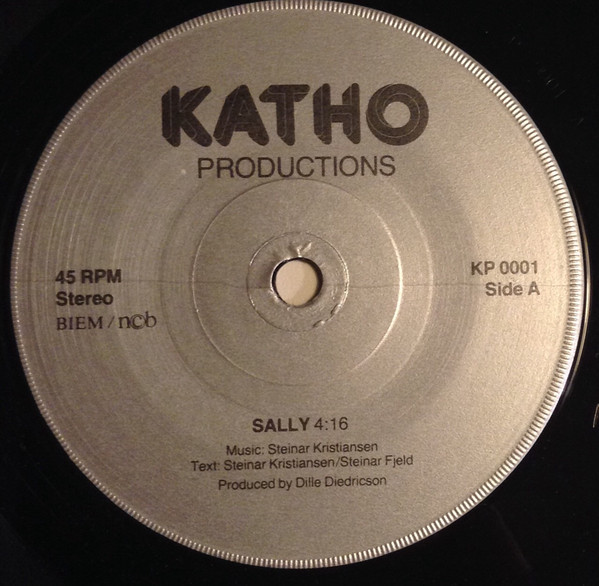 KATHO
PRODUCTIONS
45 RPM
Stereo
BIEM/ncb
KP 0001
Side A
SALLY 4:16
Music: Steinar Kristiansen
Text: Steinar Kristiansen/Steinar Fjeld
Produced by Dille Diedricson